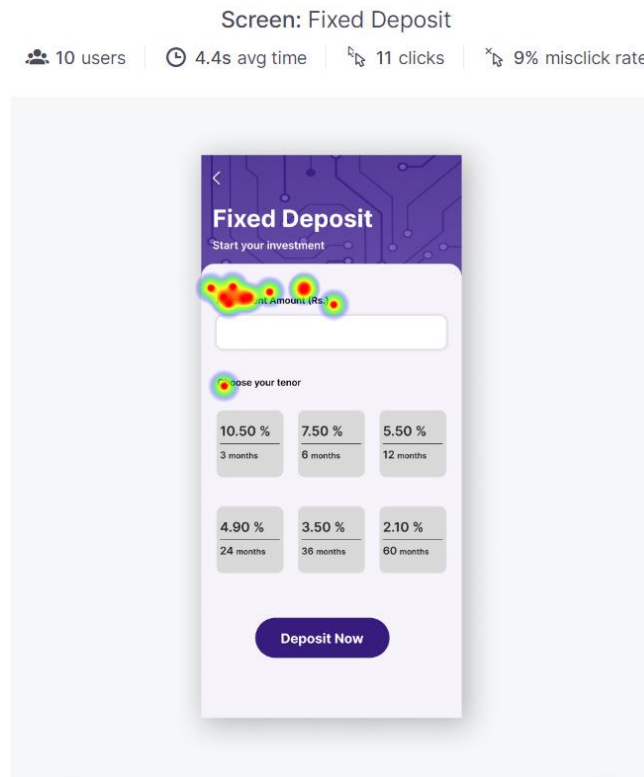 Screen: Fixed Deposit
10 users 4.4s avg time 11 clicks 9% misclick rate
Fixed Deposit
Start your investment
Amount (Rs.)
your tenor
10.50 % 7.50 % 5.50 %
3 months 6 months 12 months
4.90 % 3.50 % 2.10 %
24 months 36 months 60 months
Deposit Now